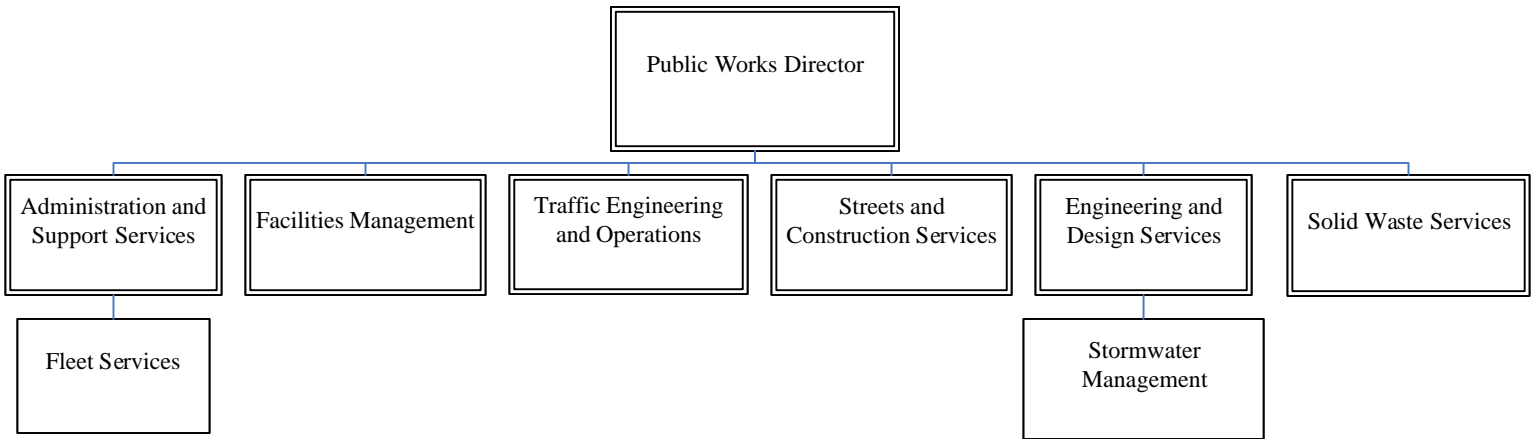 Public Works Director
Administration and
Support Services
Facilities Management
Traffic Engineering
and Operations
Streets and
Construction Services
Engineering and
Design Services
Solid Waste Services
Fleet Services
Stormwater
Management